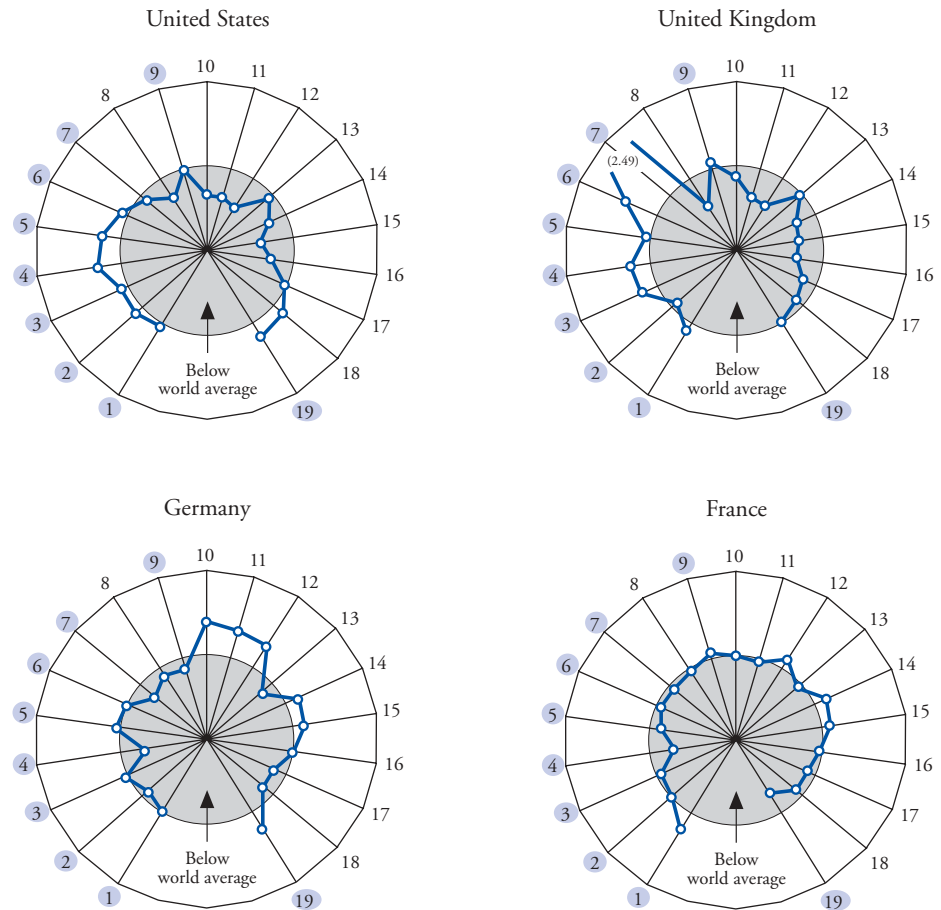 United States
United Kingdom
9 10 11
8 12
7 13
6 14
5 15
4 16
3 17
2 18
1 19
Below
world average
9 10 11
8 12
7 13
(2.49)
6 14
5 15
4 16
3 17
2 18
1 19
Below
world average
Germany
France
9 10 11
8 12
7 13
6 14
5 15
4 16
3 17
2 18
1 19
Below
world average
9 10 11
8 12
7 13
6 14
5 15
4 16
3 17
2 18
1 19
Below
world average